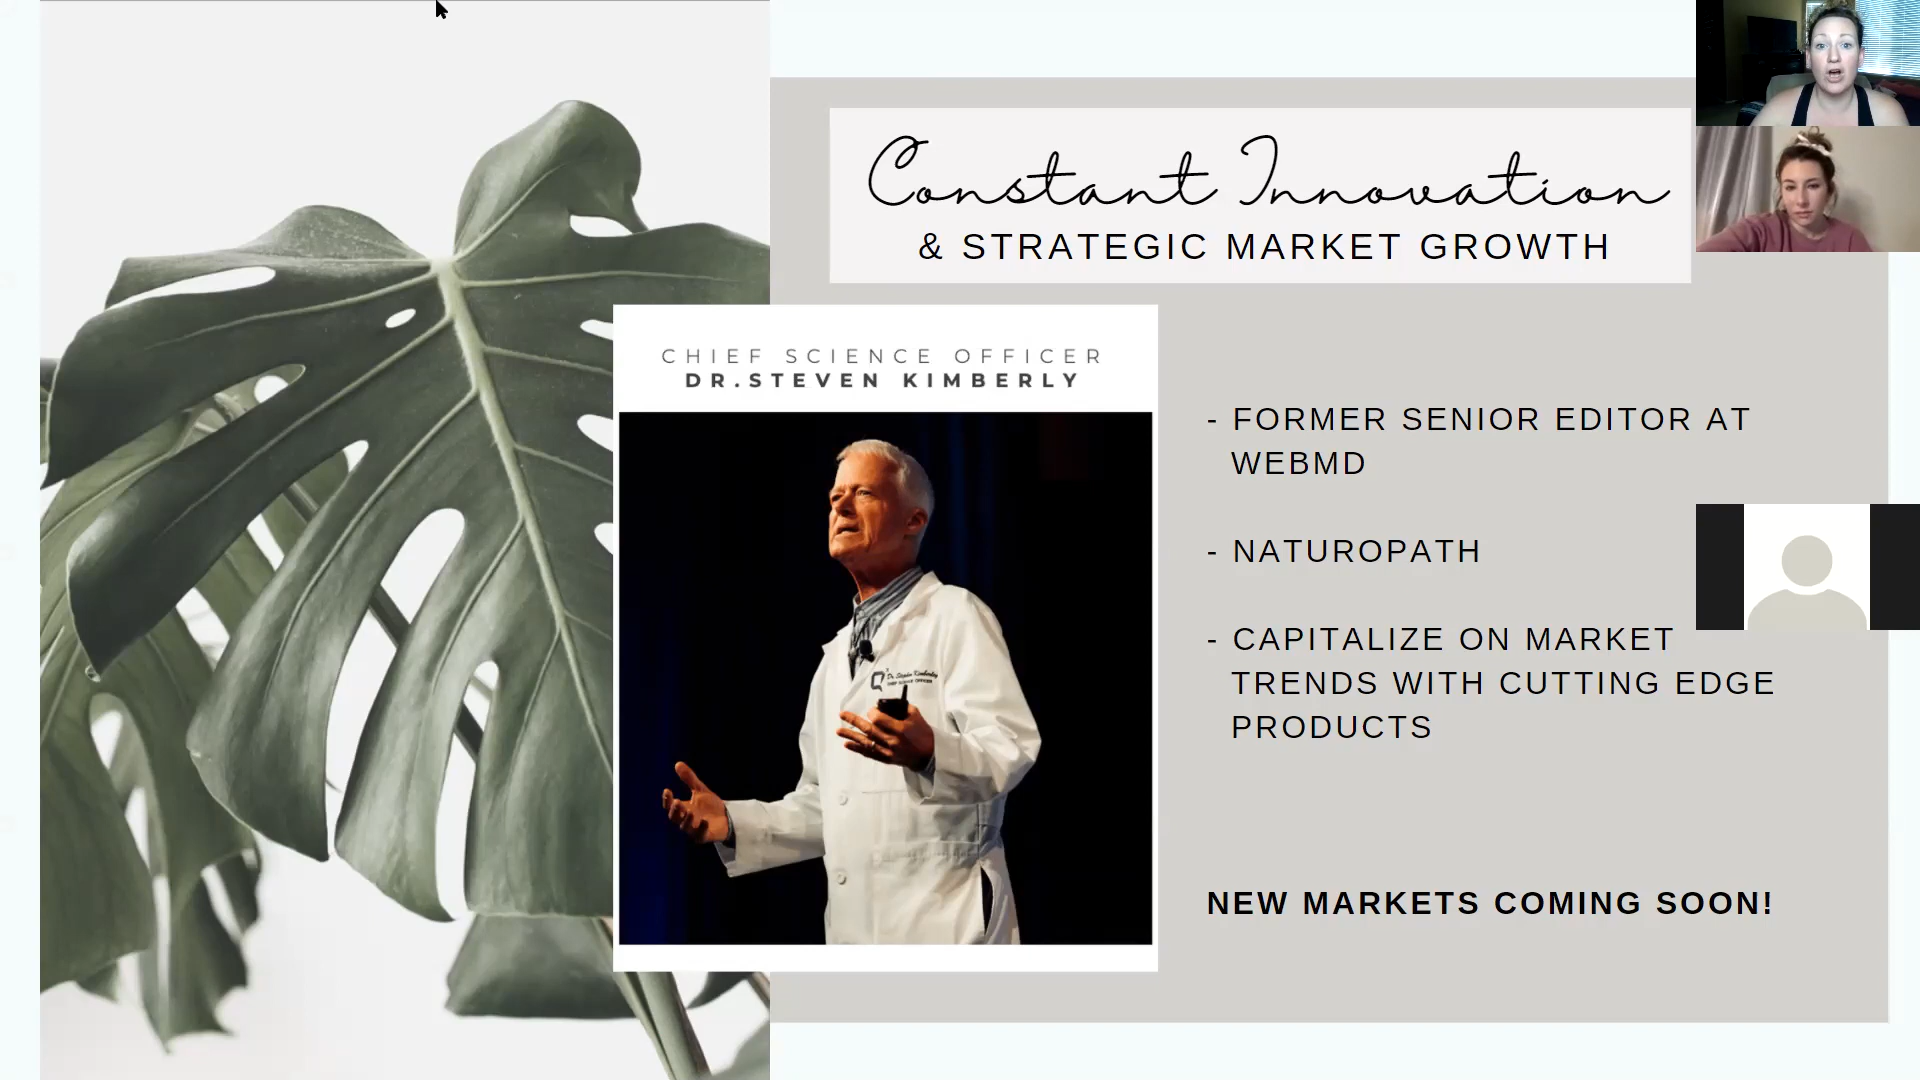 Constant Innovation
& STRATEGIC MARKET GROWTH
CHIEF SCIENCE OFFICER
DR.STEVEN KIMBERLY
- FORMER SENIOR EDITOR AT
WEBMD
- NATUROPATH
- CAPITALIZE ON MARKET
TRENDS WITH CUTTING EDGE
PRODUCTS
NEW MARKETS COMING SOON!